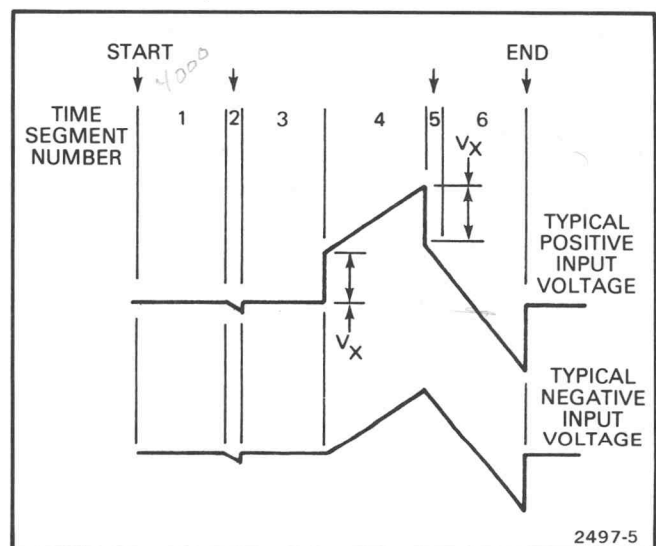 START
4000
END
TIME
SEGMENT
NUMBER
1 2 3 4 5 6
VX
TYPICAL
POSITIVE
INPUT
VOLTAGE
VX
TYPICAL
NEGATIVE
INPUT
VOLTAGE
2497-5